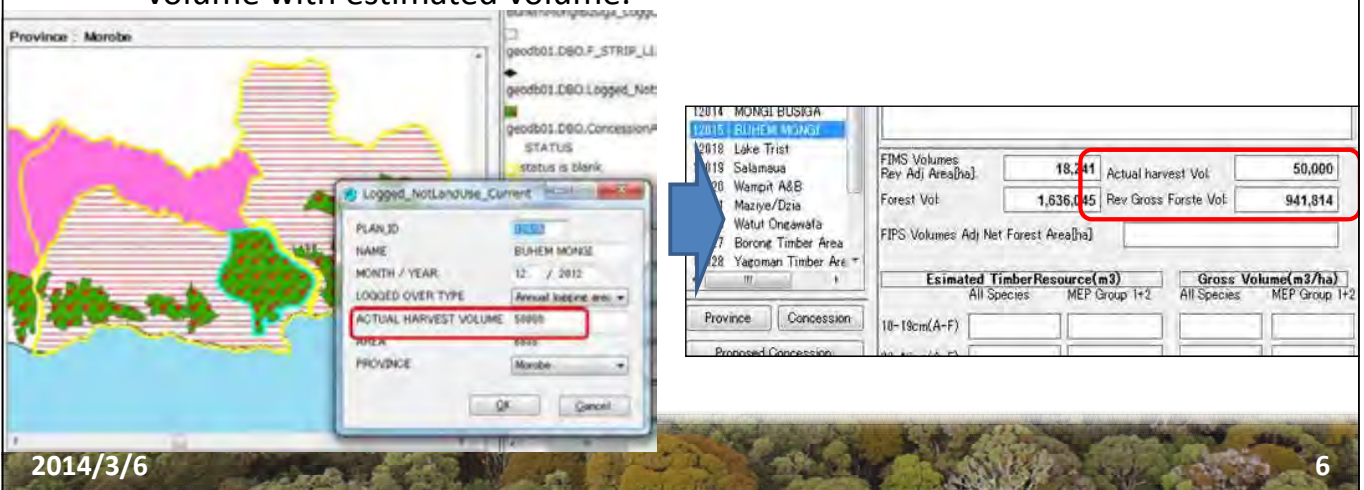 volume with estimated volume.
Province : Morobe
geodb01.DBO.F_STRIP_LI
geodb01.DBO.Logged_Not
geodb01.DBO.ConcessionA
STATUS
status is blank
Logged_NotLandUse_Current
PLAN_ID
NAME BUHEM MONGI
MONTH / YEAR 12 / 2012
LOGGED OVER TYPE Annual logging area
ACTUAL HARVEST VOLUME 50000
AREA
PROVINCE Morobe
OK Cancel
12014 MONGI BUSIGA
12015 BUHEM MONGI
12018 Lake Trist
Salamaua
Wampit A&B
Maziye/Dzia
Watut Ongawafa
Borong Timber Area
Yagoman Timber Are
Province Concession
Proposed Concession
FIMS Volumes
Rev Adj Area[ha] 18,241 Actual harvest Vol: 50,000
Forest Vol: 1,636,045 Rev Gross Forste Vol: 941,814
FIPS Volumes Adj Net Forest Area[ha]
Esimated TimberResource(m3) Gross Volume(m3/ha)
All Species MEP Group 1+2 All Species MEP Group 1+
10-19cm(A-F)
2014/3/6
6